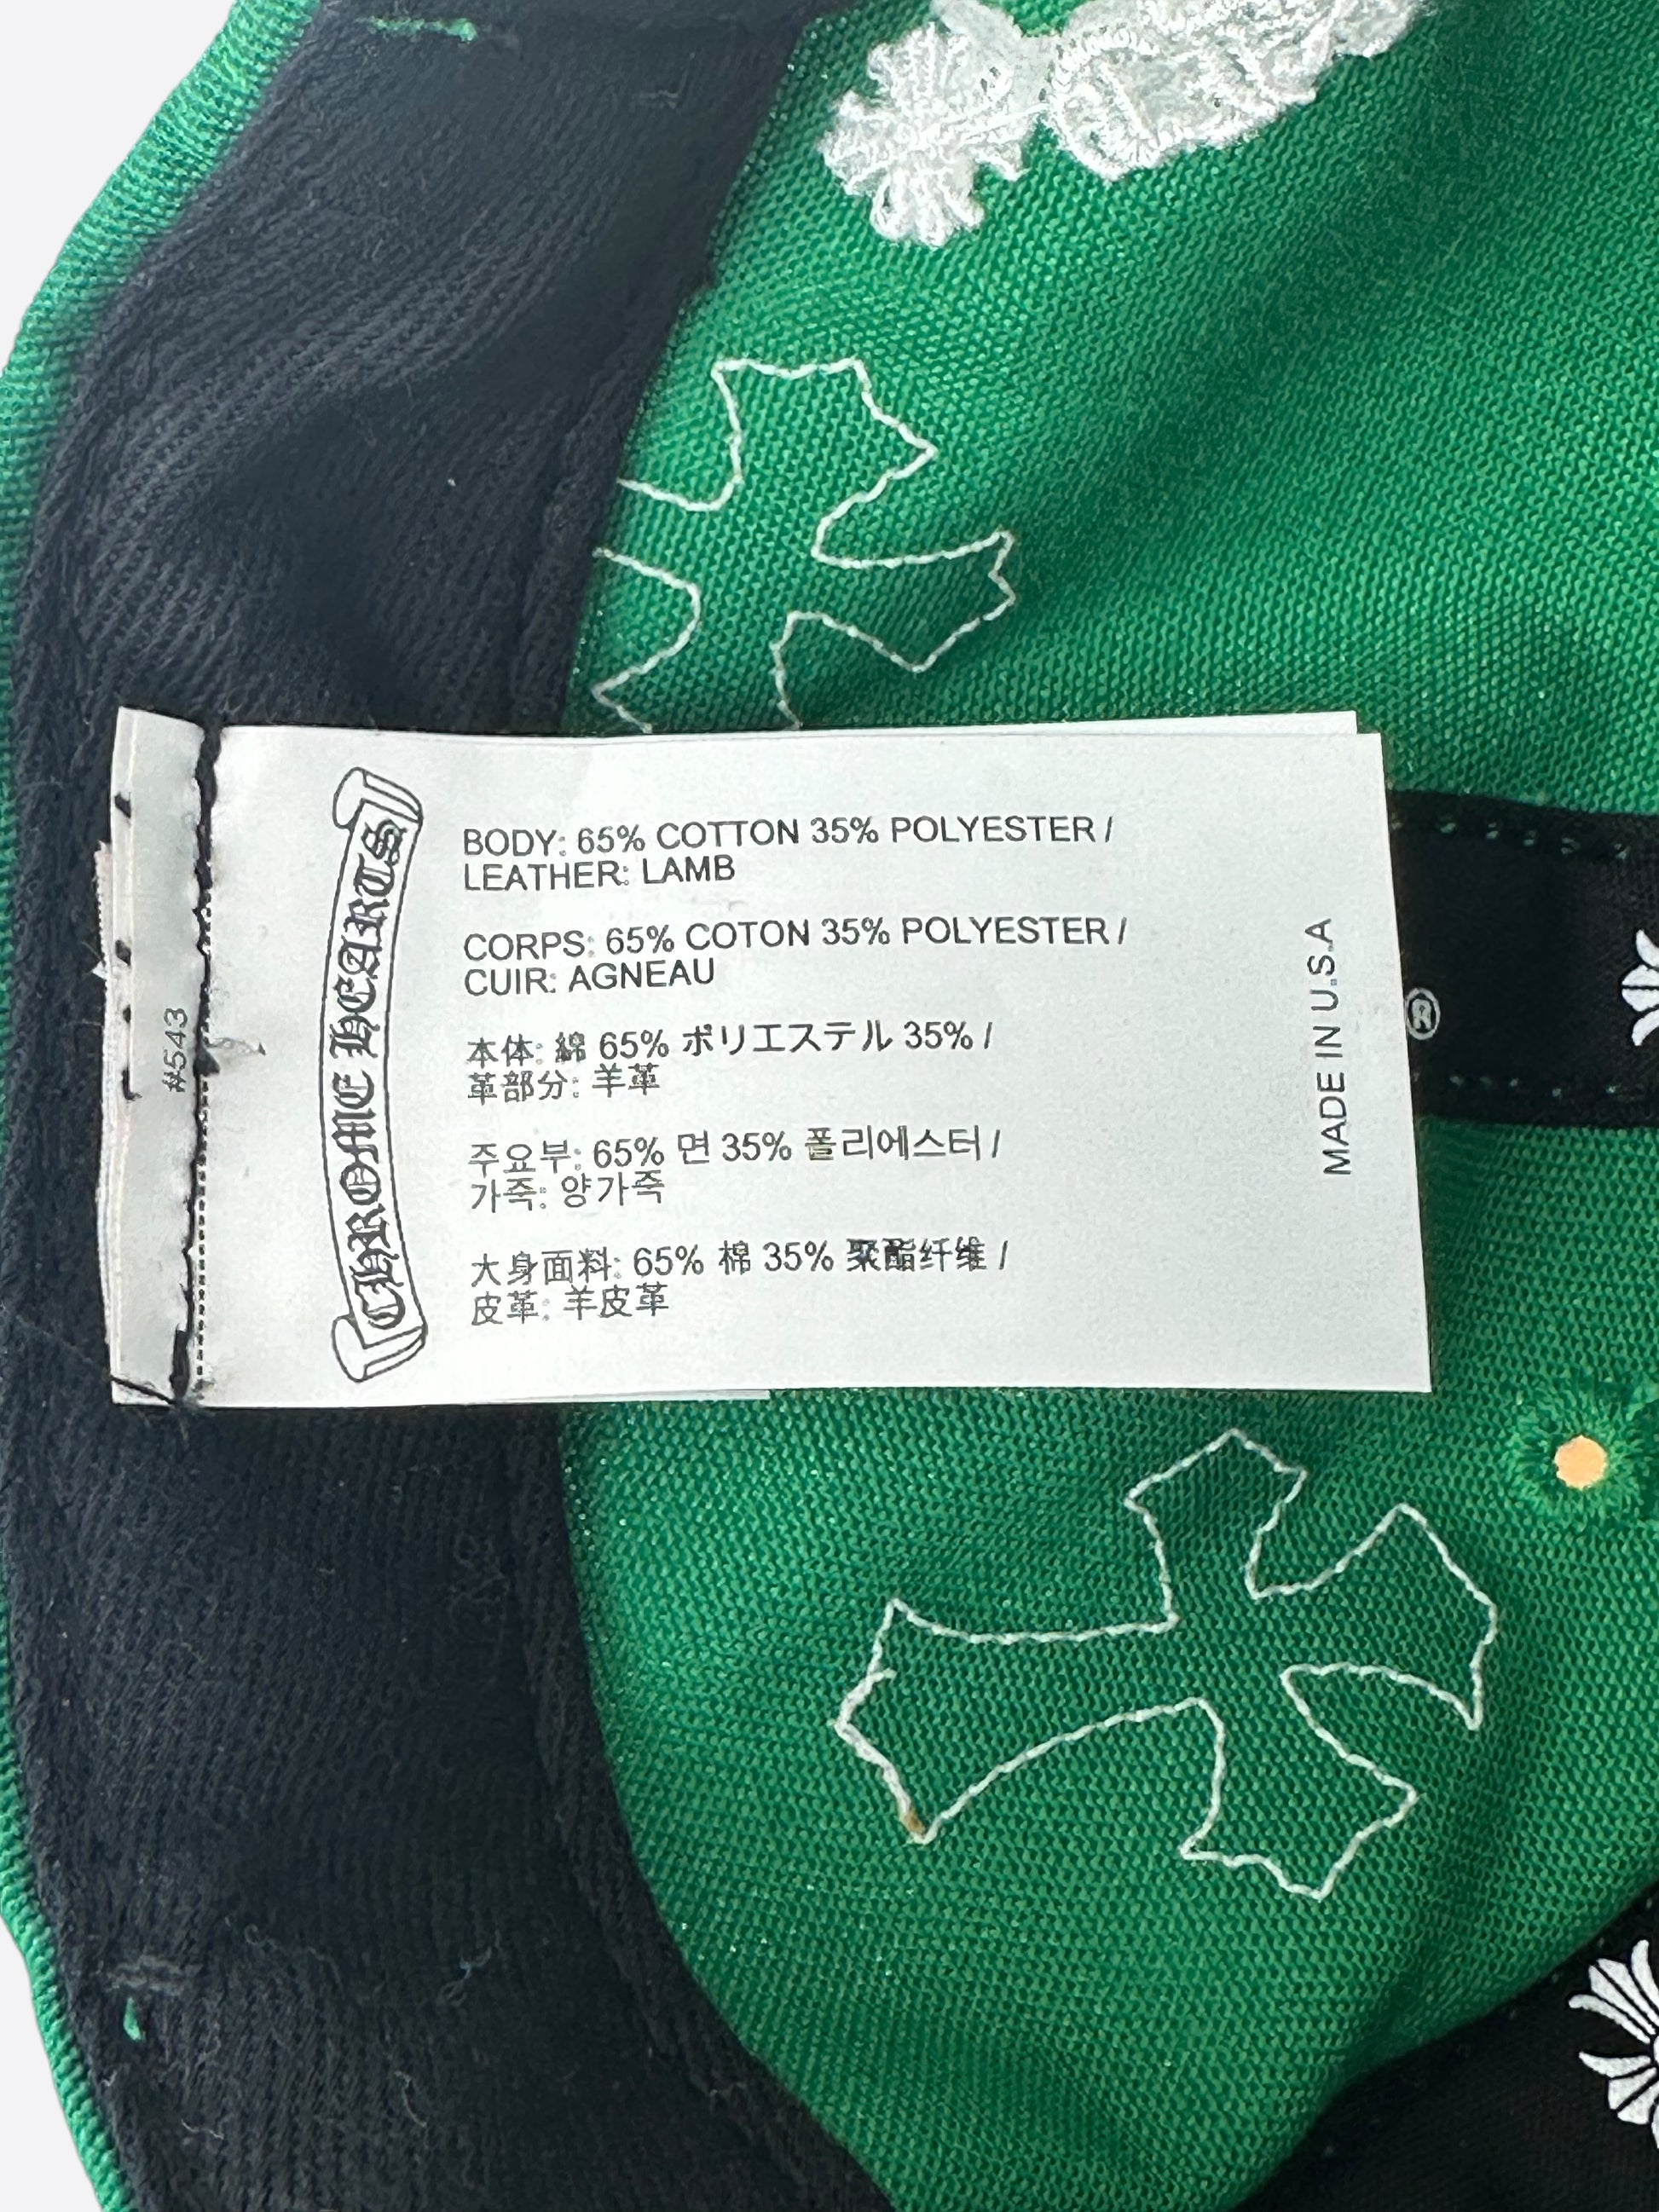 CHROME HEARTS
#543
BODY: 65% COTTON 35% POLYESTER /
LEATHER: LAMB
CORPS: 65% COTON 35% POLYESTER /
CUIR: AGNEAU
本体: 綿 65% ポリエステル 35% /
革部分: 羊革
주요부: 65% 면 35% 폴리에스터 /
가죽: 양가죽
大身面料: 65% 棉 35% 聚酯纤维 /
皮革: 羊皮革
MADE IN U.S.A
®